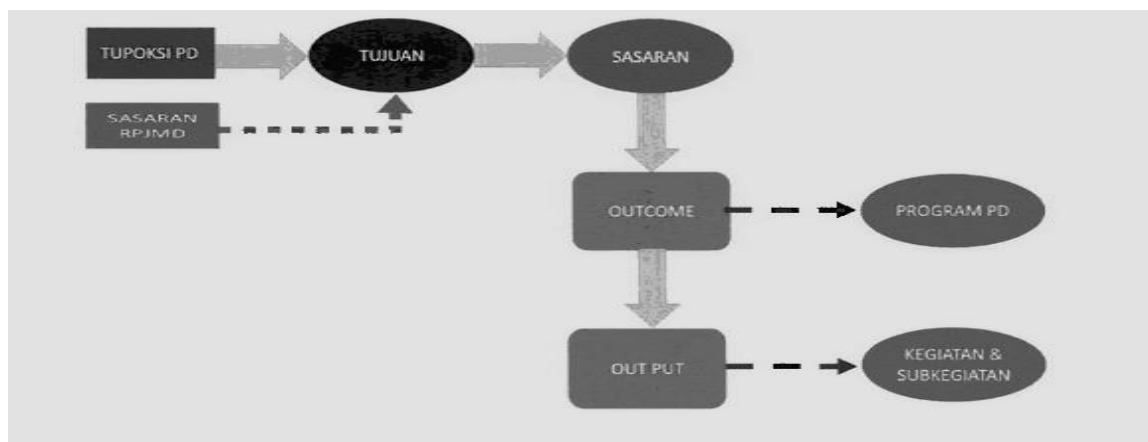 TUPOKSI PD
TUJUAN
SASARAN
SASARAN
RPJMD
OUTCOME
PROGRAM PD
OUT PUT
KEGIATAN &
SUBKEGIATAN